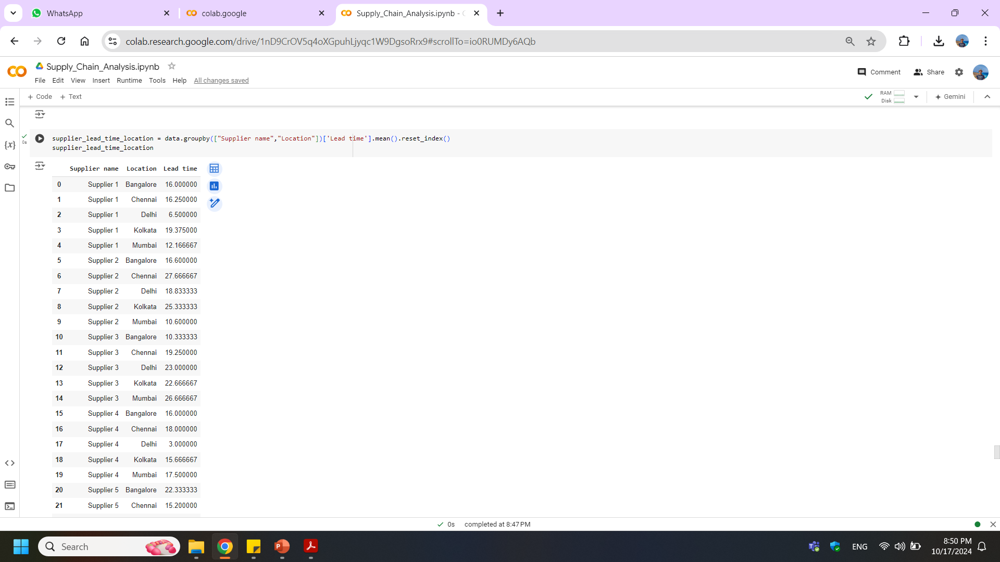 WhatsApp
colab.google
Supply_Chain_Analysis.ipynb -
colab.research.google.com/drive/1nD9CrOV5q4oXGpuhLjyqc1W9DgsoRrx9#scrollTo=io0RUMDy6AQb
Supply_Chain_Analysis.ipynb
Comment Share
File Edit View Insert Runtime Tools Help All changes saved
+ Code + Text
RAM
Disk
Gemini
{x}
0s
supplier_lead_time_location = data.groupby(["Supplier name","Location"])['Lead time'].mean().reset_index()
supplier_lead_time_location
Supplier name Location Lead time
0 Supplier 1 Bangalore 16.000000
1 Supplier 1 Chennai 16.250000
2 Supplier 1 Delhi 6.500000
3 Supplier 1 Kolkata 19.375000
4 Supplier 1 Mumbai 12.166667
5 Supplier 2 Bangalore 16.600000
6 Supplier 2 Chennai 27.666667
7 Supplier 2 Delhi 18.833333
8 Supplier 2 Kolkata 25.333333
9 Supplier 2 Mumbai 10.600000
10 Supplier 3 Bangalore 10.333333
11 Supplier 3 Chennai 19.250000
12 Supplier 3 Delhi 23.000000
13 Supplier 3 Kolkata 22.666667
14 Supplier 3 Mumbai 26.666667
15 Supplier 4 Bangalore 16.000000
16 Supplier 4 Chennai 18.000000
17 Supplier 4 Delhi 3.000000
18 Supplier 4 Kolkata 15.666667
19 Supplier 4 Mumbai 17.500000
20 Supplier 5 Bangalore 22.333333
21 Supplier 5 Chennai 15.200000
0s completed at 8:47 PM
Search
ENG
8:50 PM
10/17/2024